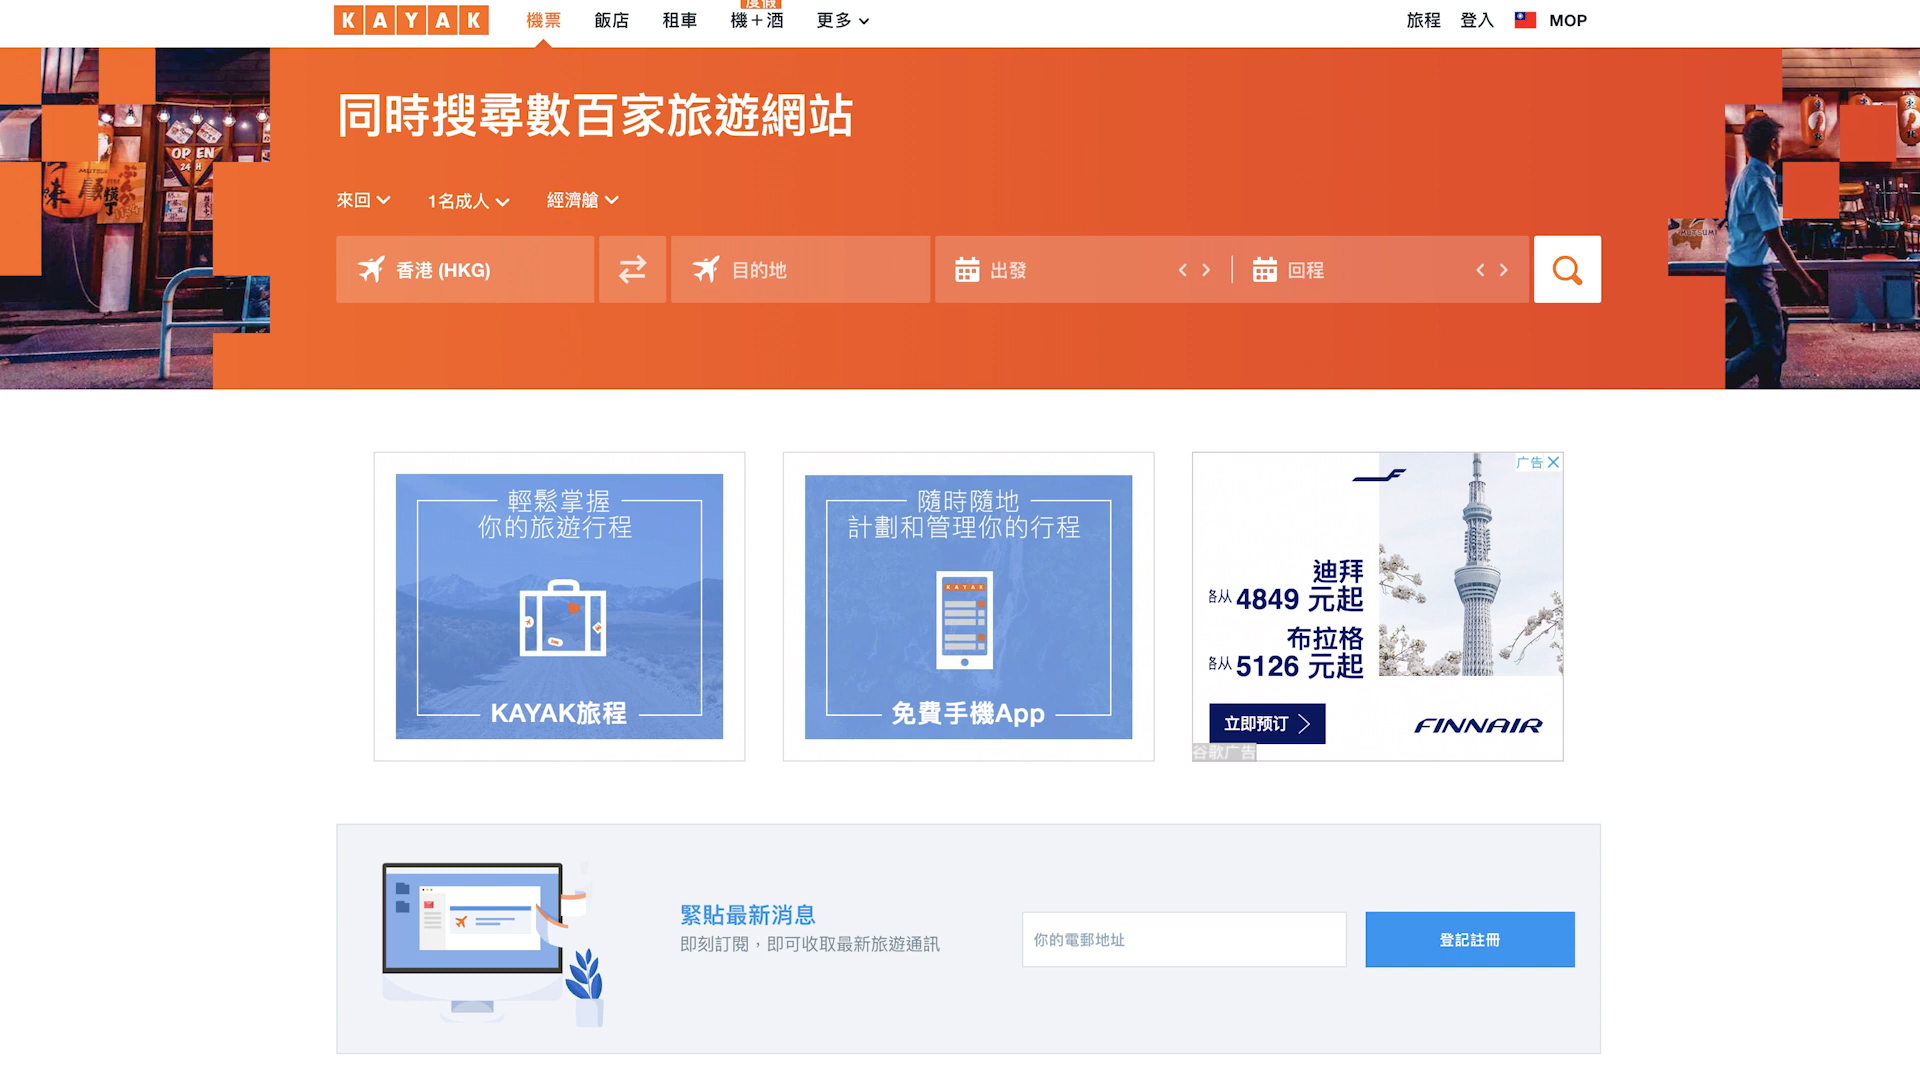 KAYAK
機票
飯店
租車
度假
機+酒
更多
旅程
登入
MOP
同時搜尋數百家旅遊網站
來回
1名成人
經濟艙
香港 (HKG)
目的地
出發
回程
OPEN
24 H
輕鬆掌握
你的旅遊行程
KAYAK旅程
隨時隨地
計劃和管理你的行程
KAYAK
免費手機App
广告
迪拜
各从 4849 元起
布拉格
各从 5126 元起
立即预订
FINNAIR
谷歌广告
緊貼最新消息
即刻訂閱，即可收取最新旅遊通訊
你的電郵地址
登記註冊